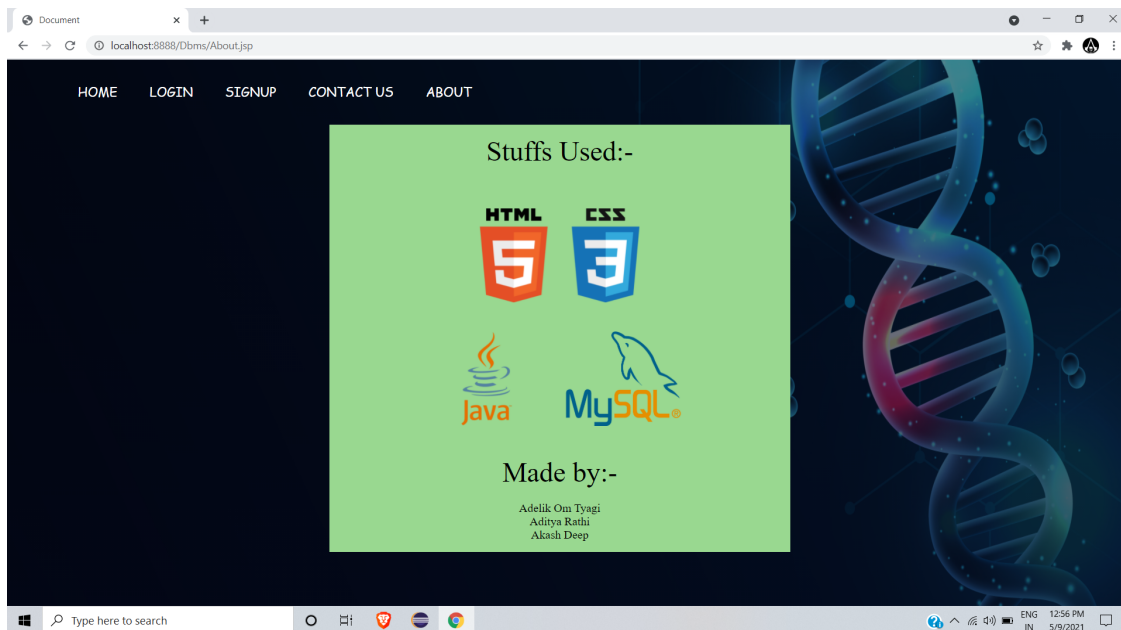 Document
localhost:8888/Dbms/About.jsp
HOME LOGIN SIGNUP CONTACT US ABOUT
Stuffs Used:-
HTML CSS
5 3
Java MySQL®
Made by:-
Adelik Om Tyagi
Aditya Rathi
Akash Deep
Type here to search
ENG 12:56 PM
IN 5/9/2021